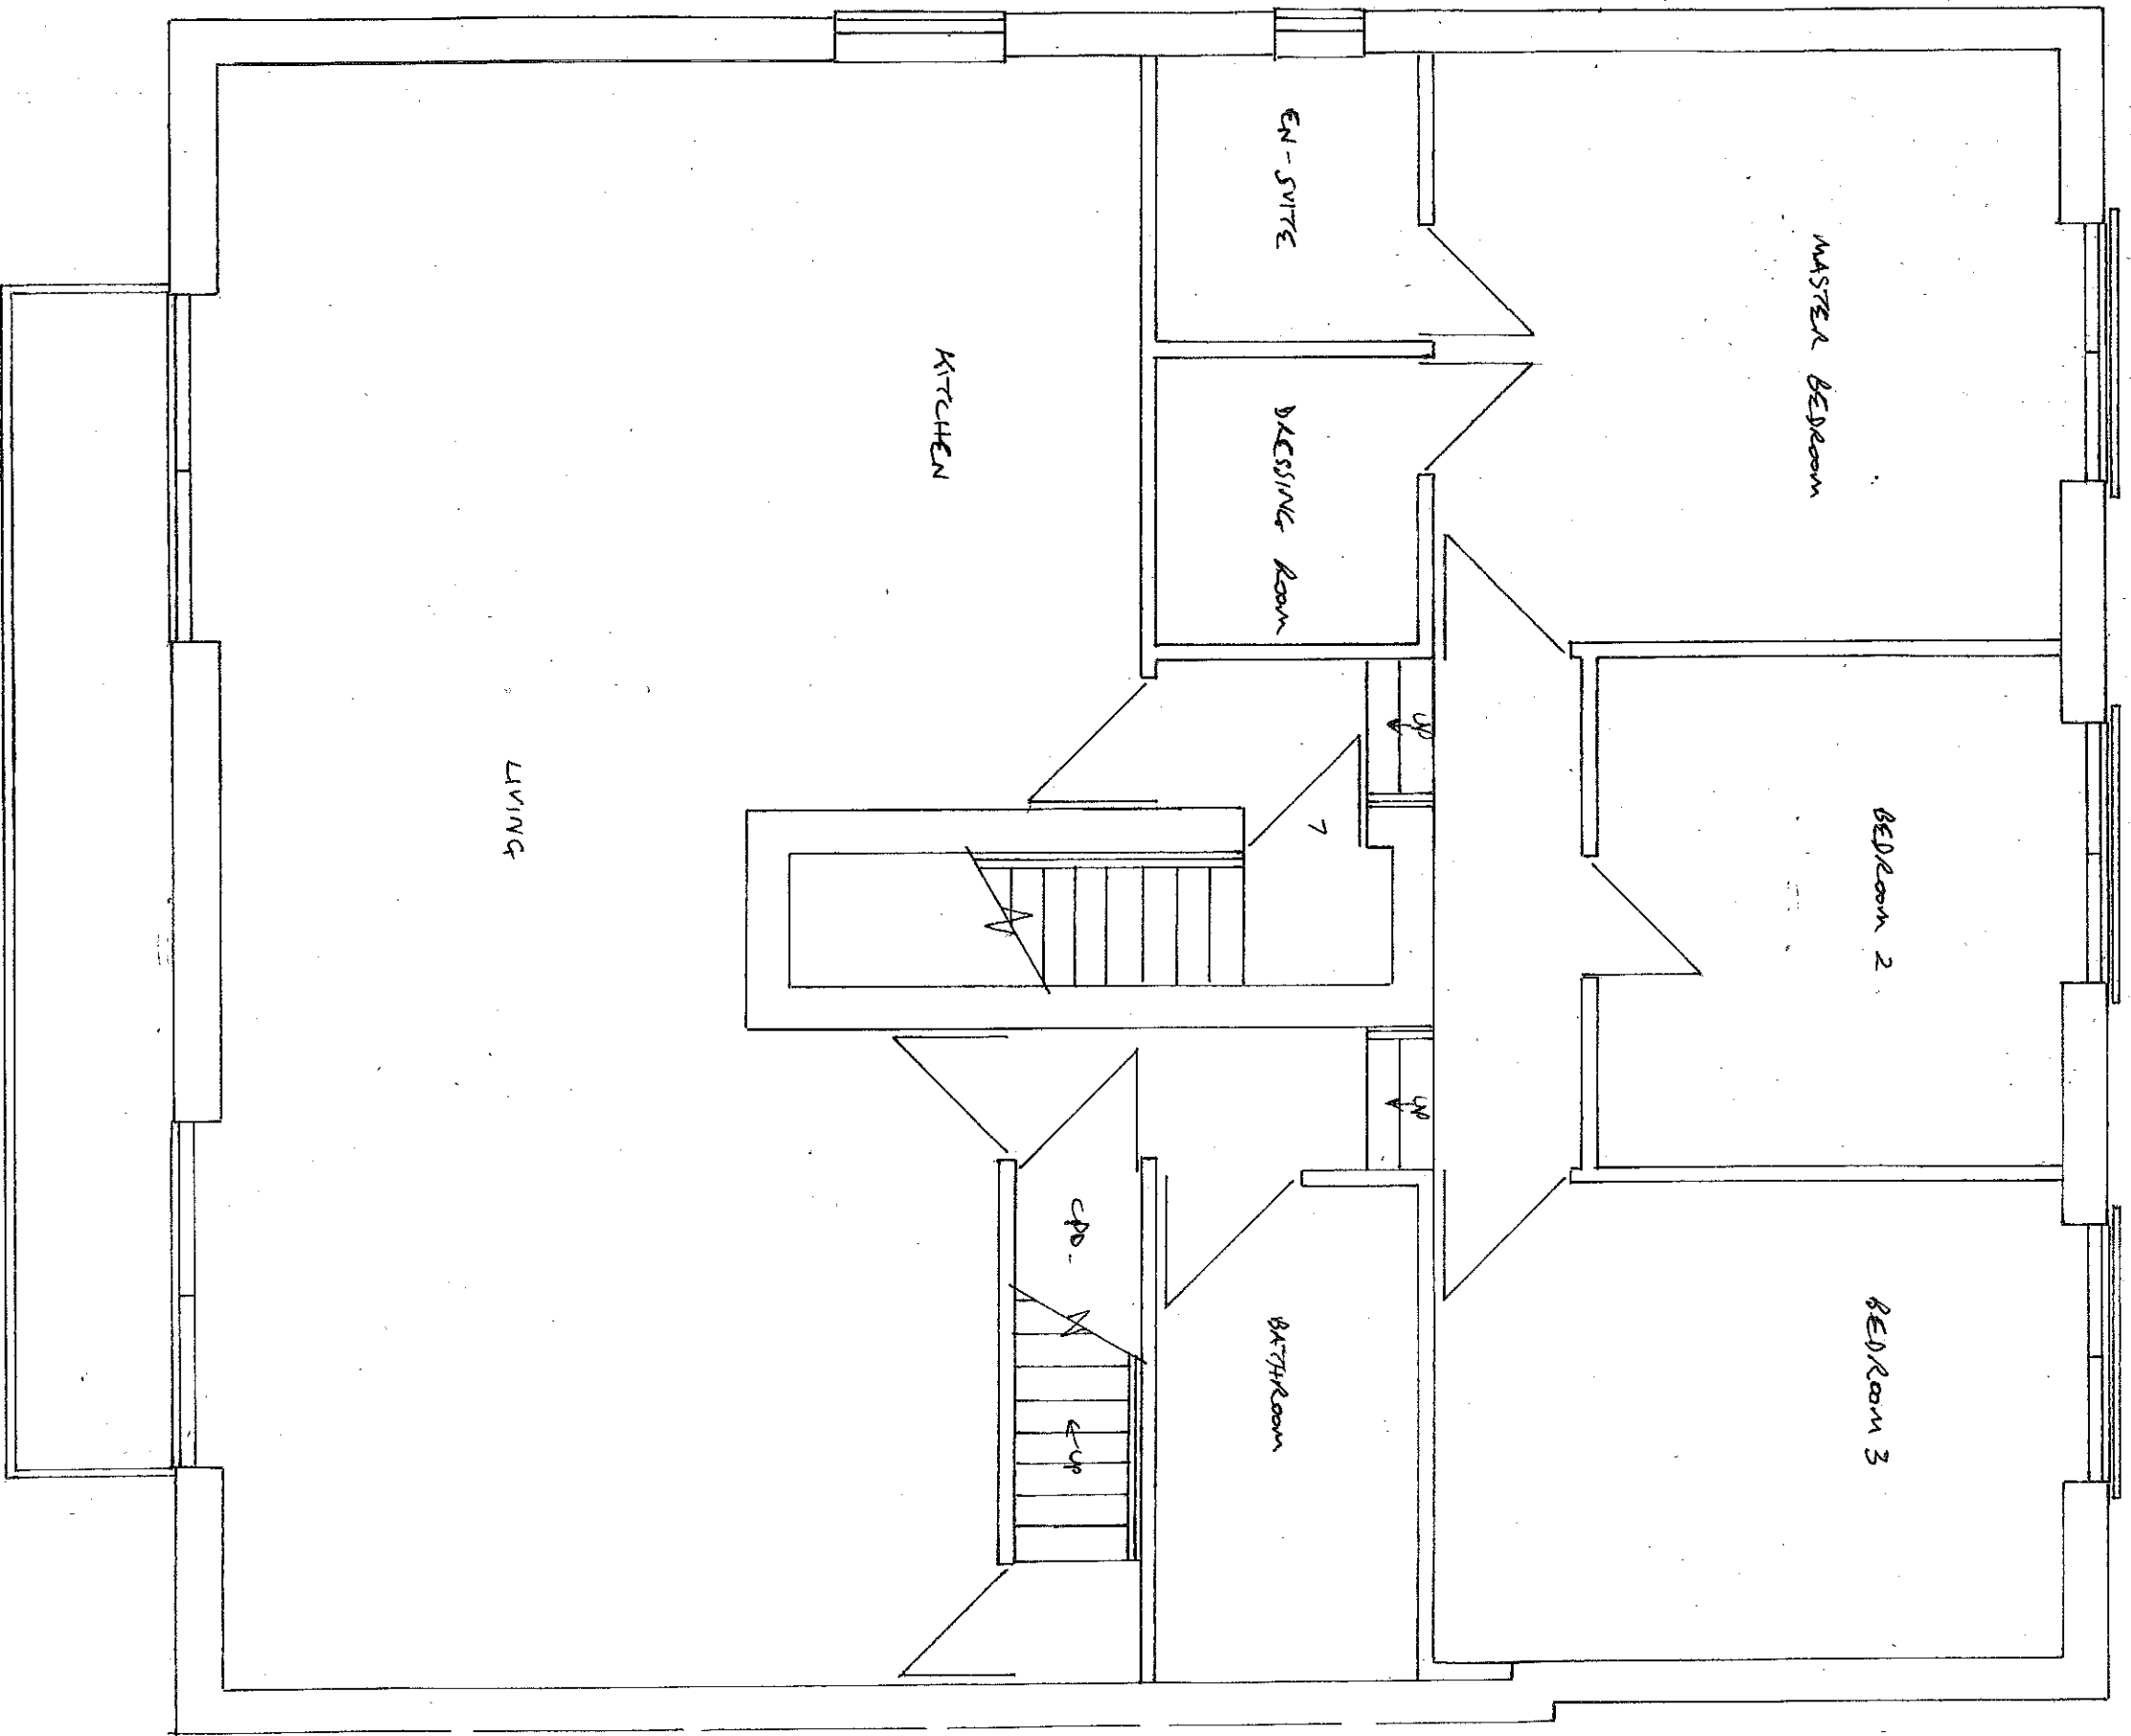 MASTER BEDROOM
BEDROOM 2
BEDROOM 3
EN-SUITE
DRESSING ROOM
UP
UP
BATHROOM
KITCHEN
CPD.
UP
LIVING